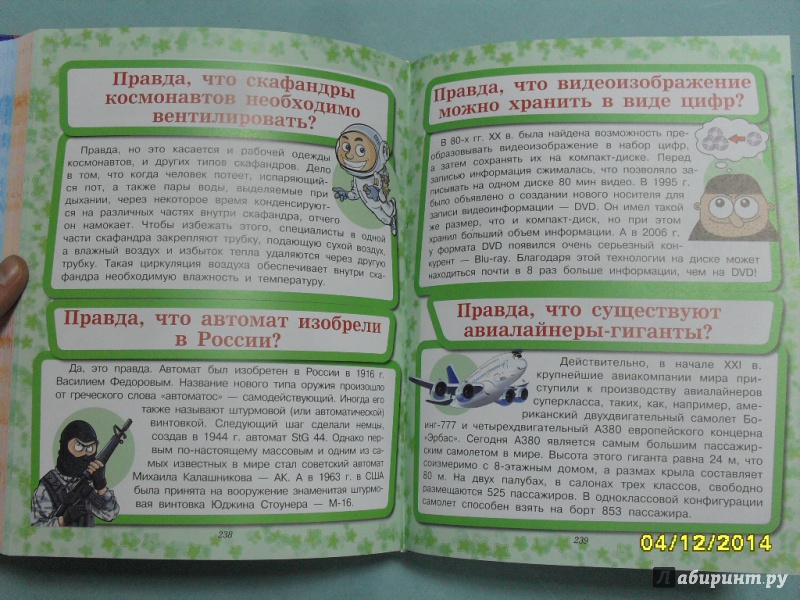 Правда, что скафандры
космонавтов необходимо
вентилировать?
Правда, но это касается и рабочей одежды
космонавтов, и других типов скафандров. Дело
в том, что когда человек потеет, испаряющий-
ся пот, а также пары воды, выделяемые при
дыхании, через некоторое время конденсируют-
ся на различных частях внутри скафандра, отчего
он намокает. Чтобы избежать этого, специалисты в одной
части скафандра закрепляют трубку, подающую сухой воздух,
а влажный воздух и избыток тепла удаляются через другую
трубку. Такая циркуляция воздуха обеспечивает внутри ска-
фандра необходимую влажность и температуру.
Правда, что автомат изобрели
в России?
Да, это правда. Автомат был изобретен в России в 1916 г.
Василием Федоровым. Название нового типа оружия произошло
от греческого слова «автоматос» — самодействующий. Иногда его
также называют штурмовой (или автоматической)
винтовкой. Следующий шаг сделали немцы,
создав в 1944 г. автомат StG 44. Однако пер-
вым по-настоящему массовым и одним из са-
мых известных в мире стал советский автомат
Михаила Калашникова — АК. А в 1963 г. в США
была принята на вооружение знаменитая штурмо-
вая винтовка Юджина Стоунера — М-16.
238
Правда, что видеоизображение
можно хранить в виде цифр?
В 80-х гг. XX в. была найдена возможность пре-
образовывать видеоизображение в набор цифр,
а затем сохранять их на компакт-диске. Перед
записью информация сжималась, что позволяло за-
писывать на одном диске 80 мин видео. В 1995 г.
было объявлено о создании нового носителя для
записи видеоинформации — DVD. Он имел такой
же размер, что и компакт-диск, но при этом
хранил больший объем информации. А в 2006 г.
у формата DVD появился очень серьезный кон-
курент — Blu-ray. Благодаря этой технологии на диске может
находиться почти в 8 раз больше информации, чем на DVD!
Правда, что существуют
авиалайнеры-гиганты?
Действительно, в начале XXI в.
крупнейшие авиакомпании мира при-
ступили к производству авиалайнеров
суперкласса, таких, как, например, аме-
риканский двухдвигательный самолет Бо-
инг-777 и четырехдвигательный А380 европейского концерна
«Эрбас». Сегодня А380 является самым большим пассажир-
ским самолетом в мире. Высота этого гиганта равна 24 м, что
соизмеримо с 8-этажным домом, а размах крыла составляет
80 м. На двух палубах, в салонах трех классов, свободно
размещаются 525 пассажиров. В одноклассовой конфигурации
самолет способен взять на борт 853 пассажира.
239
04/12/2014
Лабиринт.ру